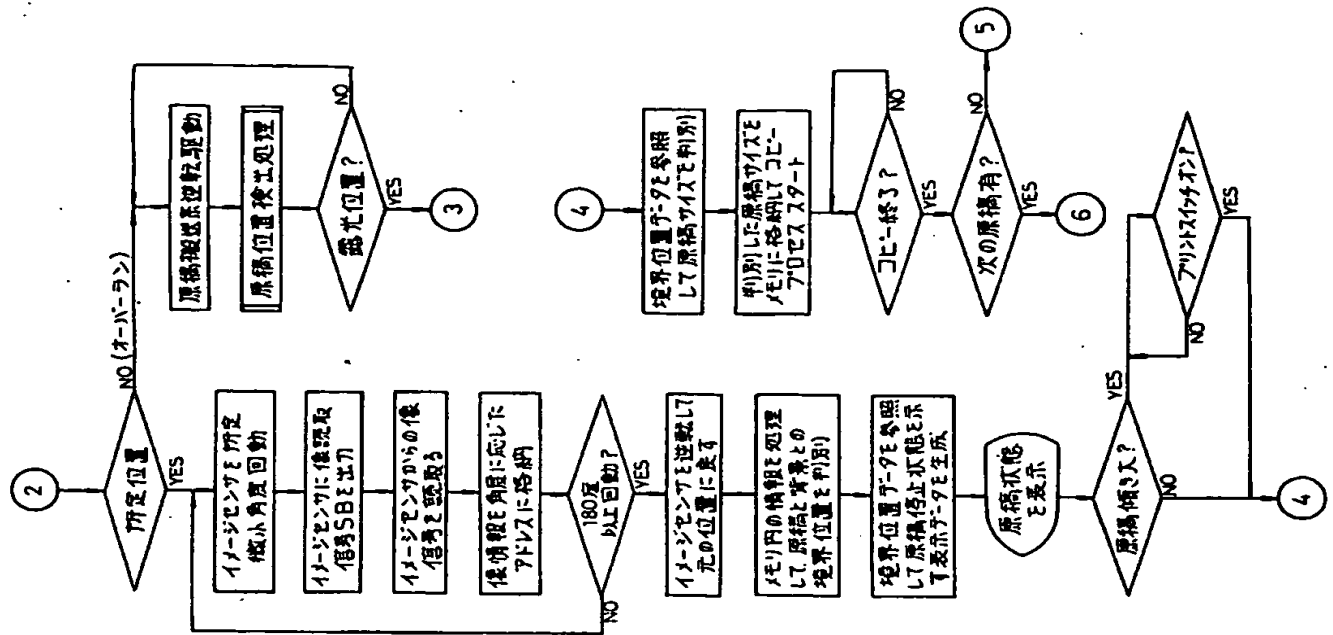 2
所定位置
NO (オーバーラン)
YES
イメージセンサを所定
微小角度回動
イメージセンサに像読取
信号SBを出力
イメージセンサからの像
信号を読取る
像情報を角度に応じた
アドレスに格納
180度
以上回動?
NO
YES
イメージセンサを逆転して
元の位置に戻す
メモリ内の情報を処理
して原稿と背景との
境界位置を判別
境界位置データを参照
して原稿停止状態を示
す表示データを生成
原稿状態
を表示
原稿傾き大?
YES
NO
プリントスイッチオン?
NO
YES
4
原稿搬送系逆転駆動
原稿位置検出処理
露光位置?
NO
YES
3
4
境界位置データを参照
して原稿サイズを判別
判別した原稿サイズを
メモリに格納してコピー
プロセススタート
コピー終了?
NO
YES
次の原稿有?
NO
5
YES
6